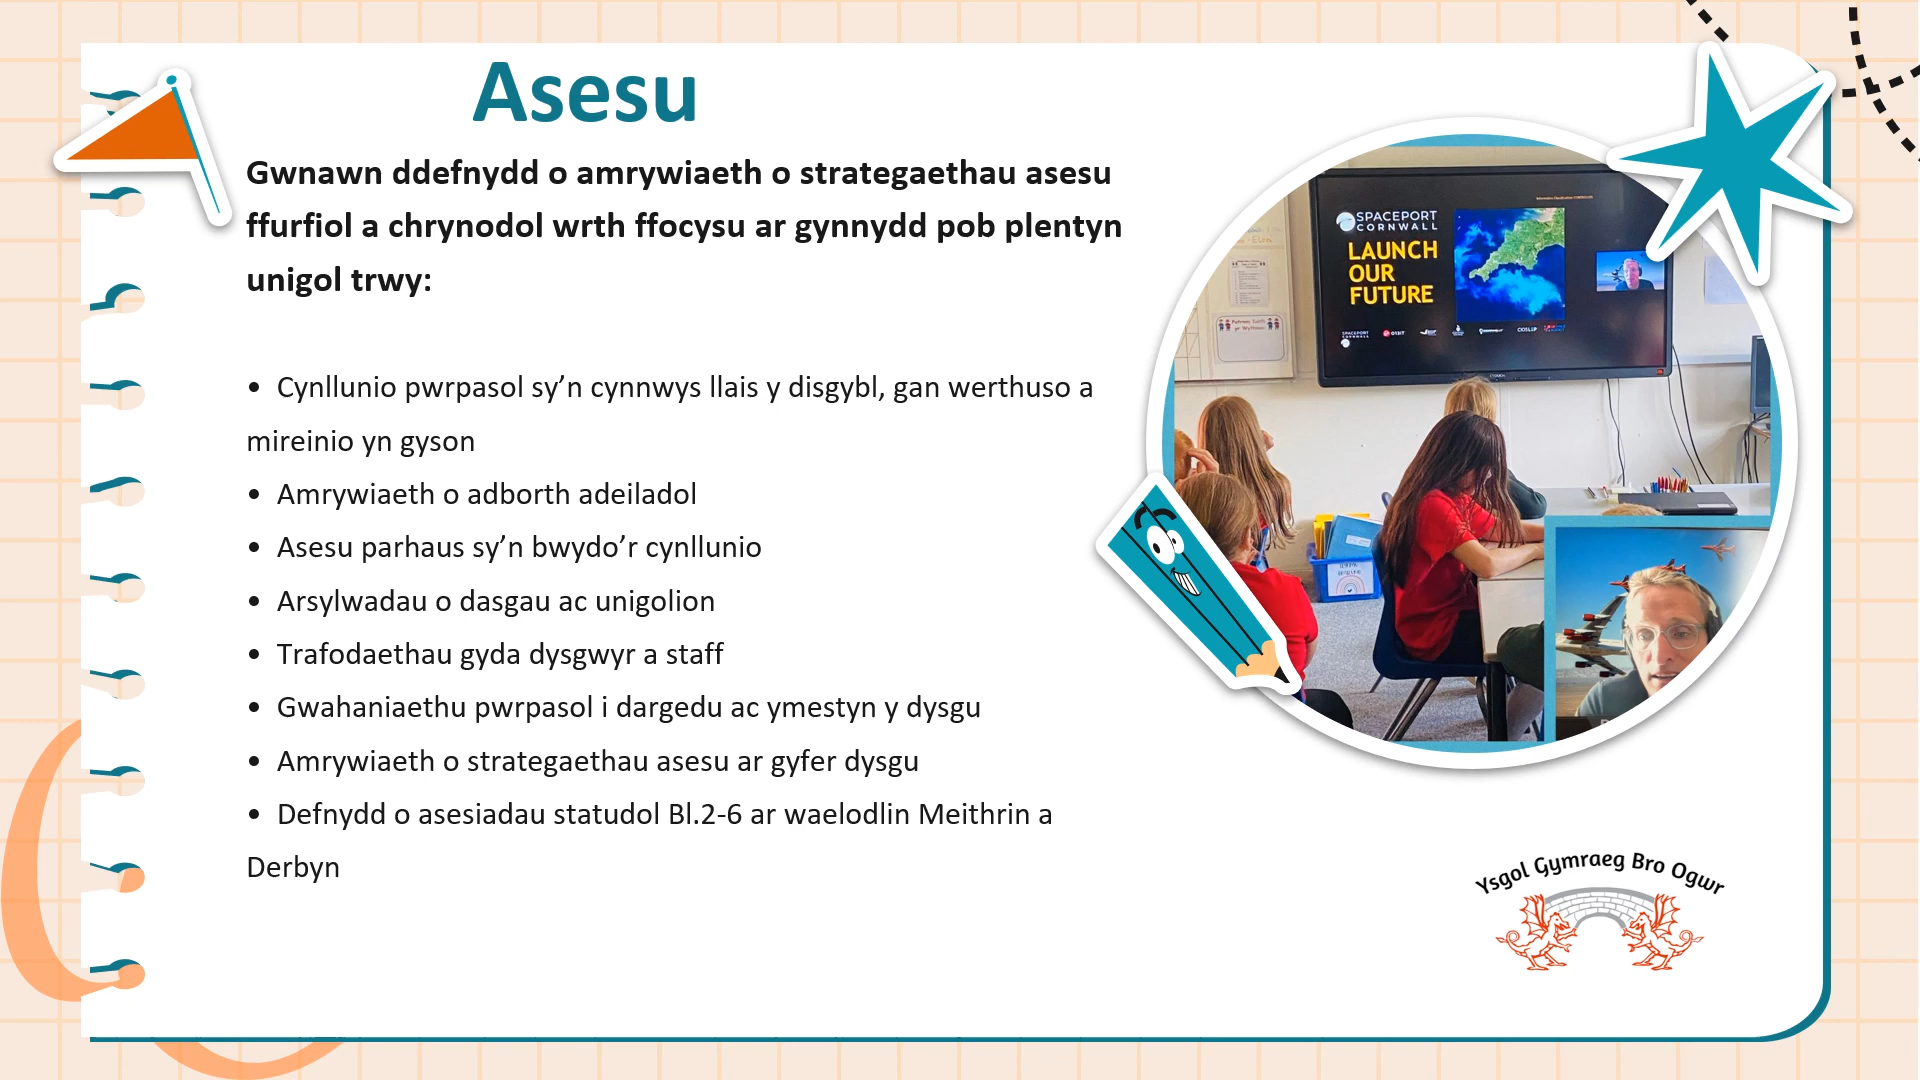 Asesu
Gwnawn ddefnydd o amrywiaeth o strategaethau asesu
ffurfiol a chrynodol wrth ffocysu ar gynnydd pob plentyn
unigol trwy:
• Cynllunio pwrpasol sy’n cynnwys llais y disgybl, gan werthuso a
mireinio yn gyson
• Amrywiaeth o adborth adeiladol
• Asesu parhaus sy’n bwydo’r cynllunio
• Arsylwadau o dasgau ac unigolion
• Trafodaethau gyda dysgwyr a staff
• Gwahaniaethu pwrpasol i dargedu ac ymestyn y dysgu
• Amrywiaeth o strategaethau asesu ar gyfer dysgu
• Defnydd o asesiadau statudol Bl.2-6 ar waelodlin Meithrin a
Derbyn
SPACEPORT
CORNWALL
LAUNCH
OUR
FUTURE
Ysgol Gymraeg Bro Ogwr